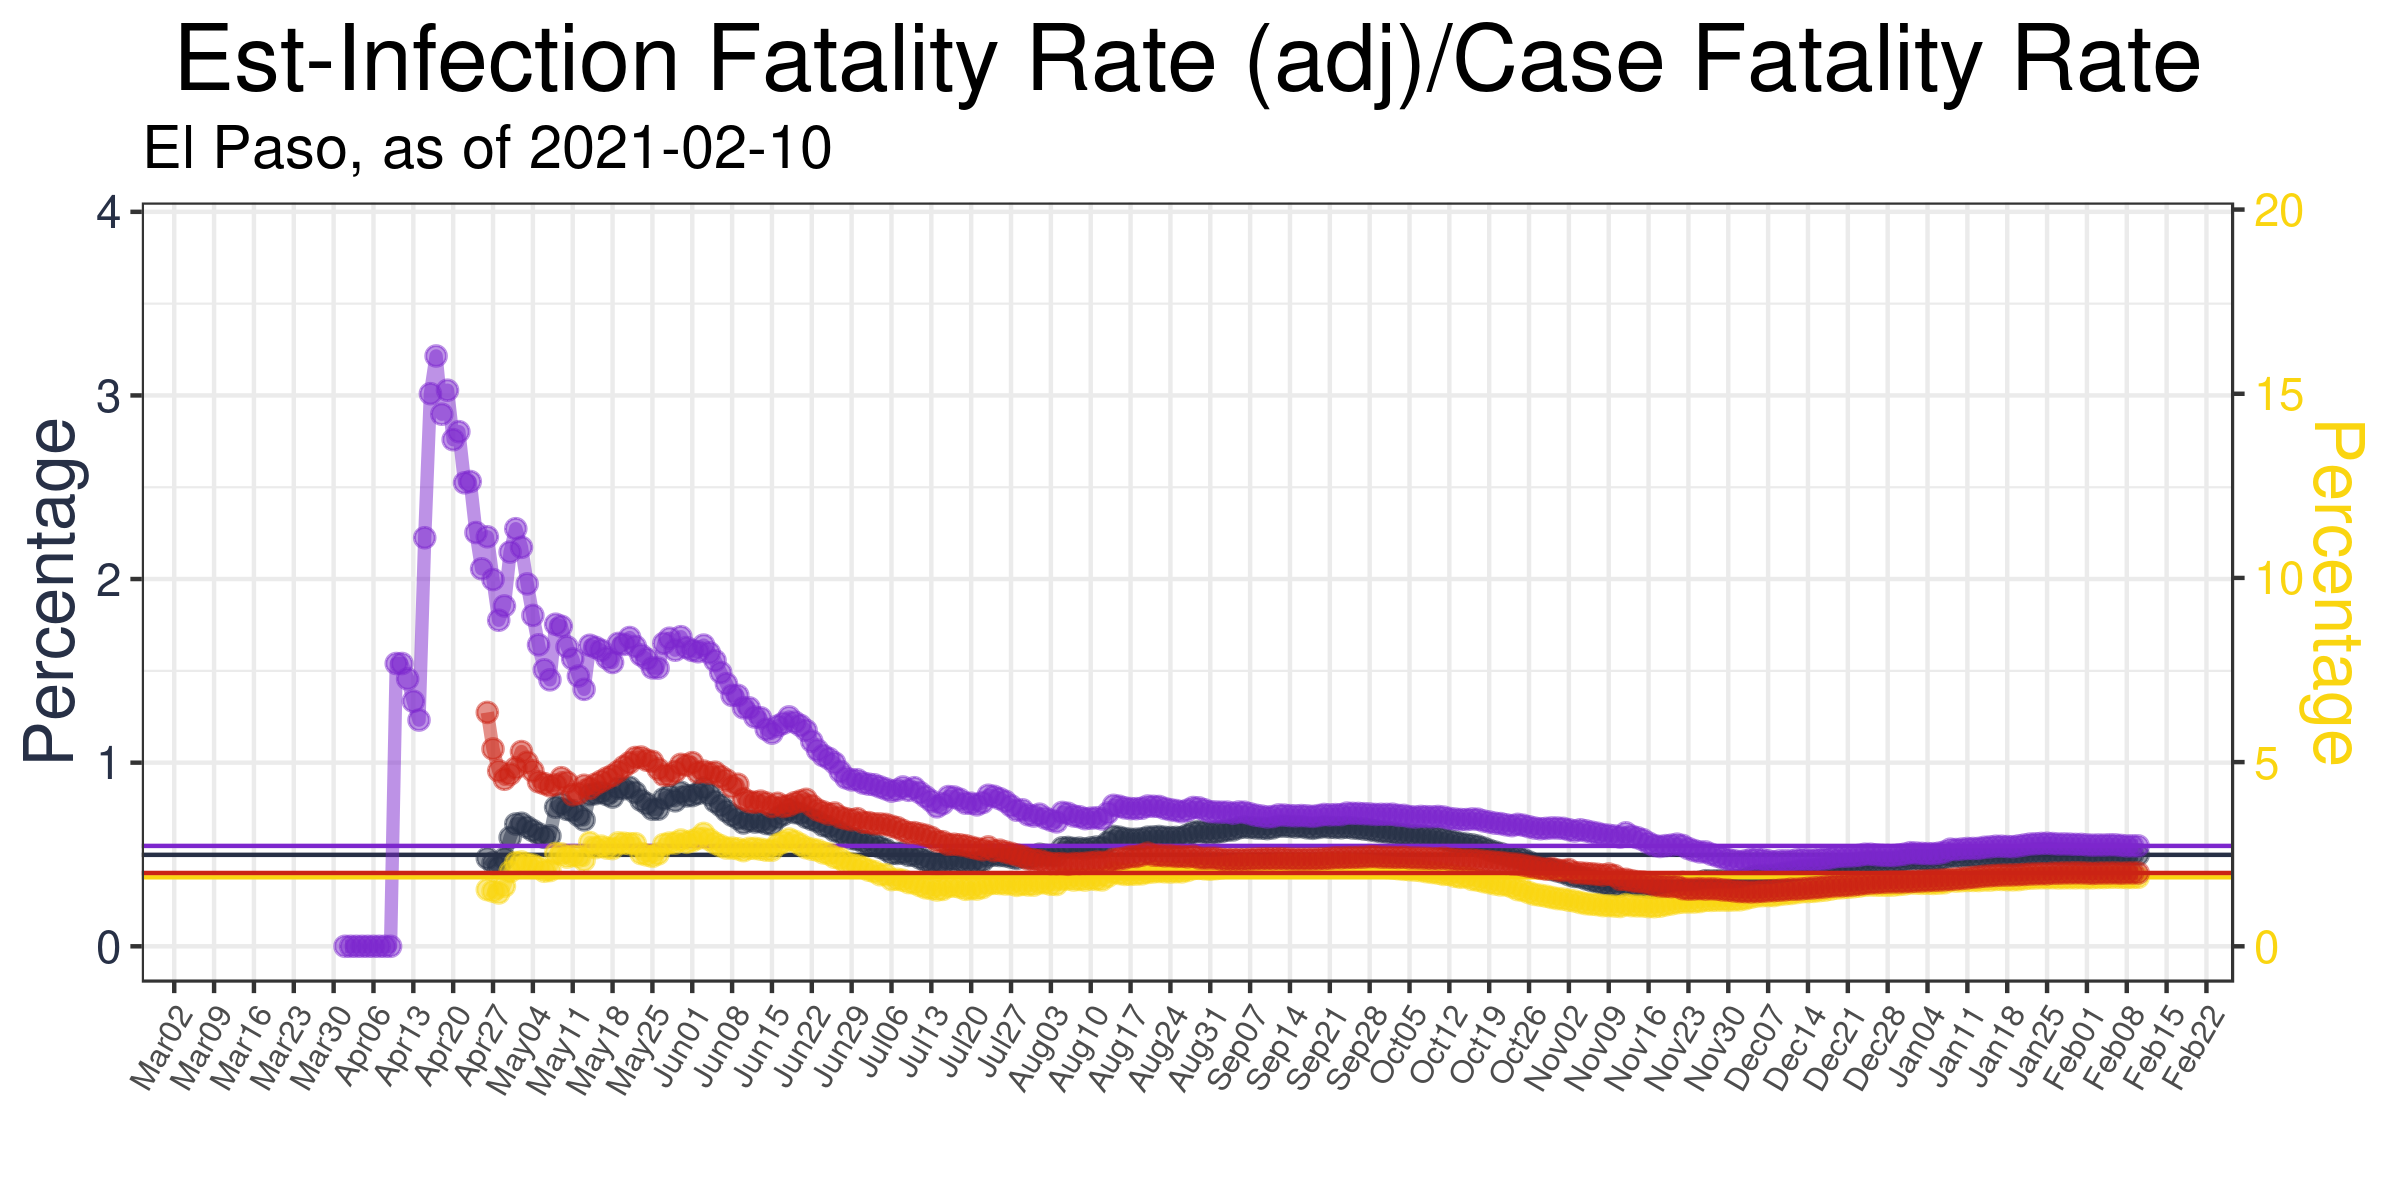 Est-Infection Fatality Rate (adj)/Case Fatality Rate
El Paso, as of 2021-02-10
Percentage
4
3
2
1
0
20
15
10
5
0
Percentage
Mar02
Mar09
Mar16
Mar23
Mar30
Apr06
Apr13
Apr20
Apr27
May04
May11
May18
May25
Jun01
Jun08
Jun15
Jun22
Jun29
Jul06
Jul13
Jul20
Jul27
Aug03
Aug10
Aug17
Aug24
Aug31
Sep07
Sep14
Sep21
Sep28
Oct05
Oct12
Oct19
Oct26
Nov02
Nov09
Nov16
Nov23
Nov30
Dec07
Dec14
Dec21
Dec28
Jan04
Jan11
Jan18
Jan25
Feb01
Feb08
Feb15
Feb22